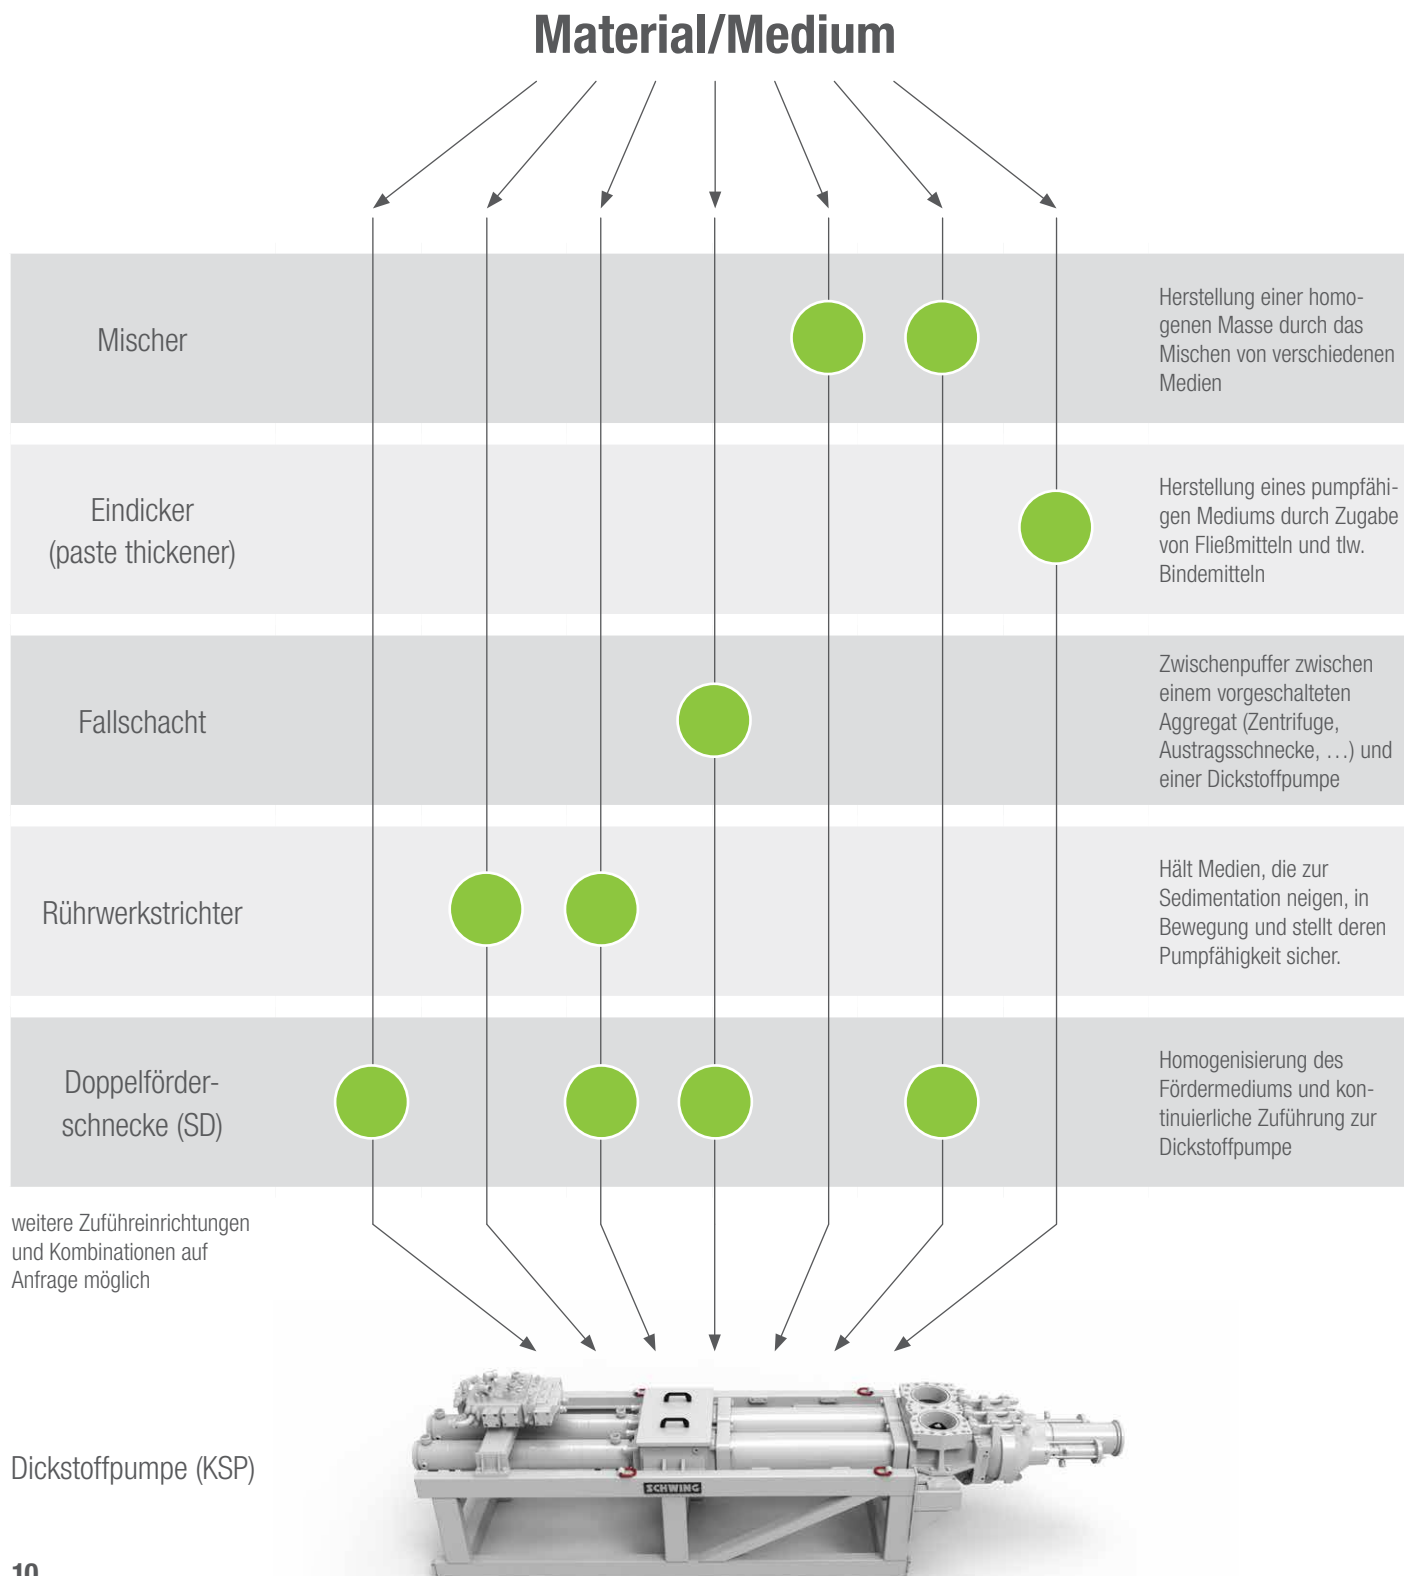 Material/Medium
Mischer
Herstellung einer homo-
genen Masse durch das
Mischen von verschiedenen
Medien
Eindicker
(paste thickener)
Herstellung eines pumpfähi-
gen Mediums durch Zugabe
von Fließmitteln und tlw.
Bindemitteln
Fallschacht
Zwischenpuffer zwischen
einem vorgeschalteten
Aggregat (Zentrifuge,
Austragsschnecke, …) und
einer Dickstoffpumpe
Rührwerkstrichter
Hält Medien, die zur
Sedimentation neigen, in
Bewegung und stellt deren
Pumpfähigkeit sicher.
Doppelförder-
schnecke (SD)
Homogenisierung des
Fördermediums und kon-
tinuierliche Zuführung zur
Dickstoffpumpe
weitere Zuführeinrichtungen
und Kombinationen auf
Anfrage möglich
Dickstoffpumpe (KSP)
SCHWING
10